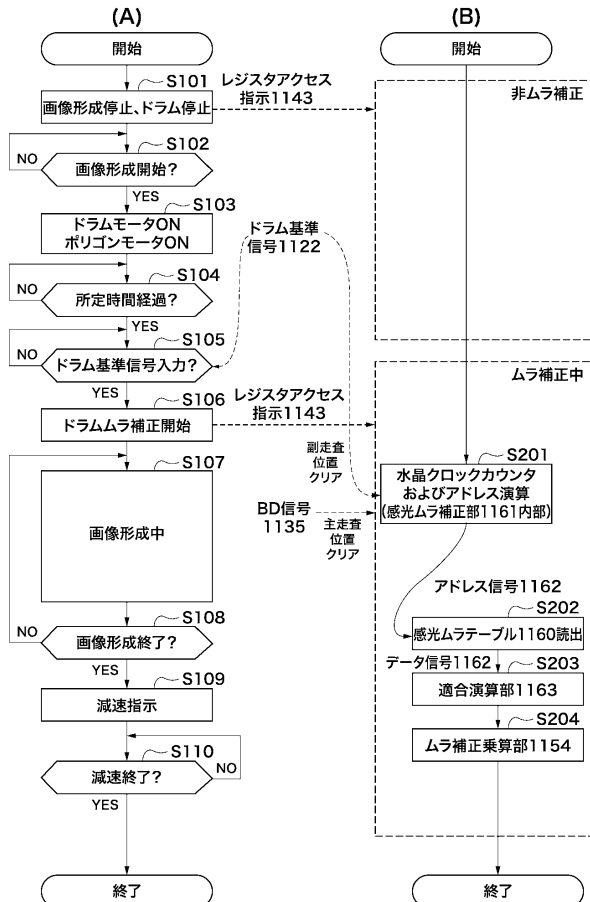 (A)
開始
S101
画像形成停止、ドラム停止
レジスタアクセス
指示1143
S102
画像形成開始?
NO
YES
S103
ドラムモータON
ポリゴンモータON
S104
所定時間経過?
NO
YES
S105
ドラム基準信号入力?
NO
YES
ドラム基準
信号1122
S106
ドラムムラ補正開始
レジスタアクセス
指示1143
S107
画像形成中
S108
画像形成終了?
NO
YES
S109
減速指示
S110
減速終了?
NO
YES
終了
(B)
開始
非ムラ補正
ムラ補正中
副走査
位置
クリア
BD信号
1135
主走査
位置
クリア
S201
水晶クロックカウンタ
およびアドレス演算
(感光ムラ補正部1161内部)
アドレス信号1162
S202
感光ムラテーブル1160読出
データ信号1162
S203
適合演算部1163
S204
ムラ補正乗算部1154
終了